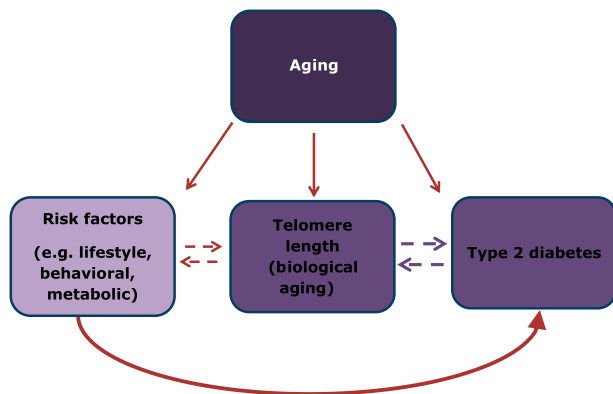 Aging
Risk factors
(e.g. lifestyle,
behavioral,
metabolic)
Telomere
length
(biological
aging)
Type 2 diabetes